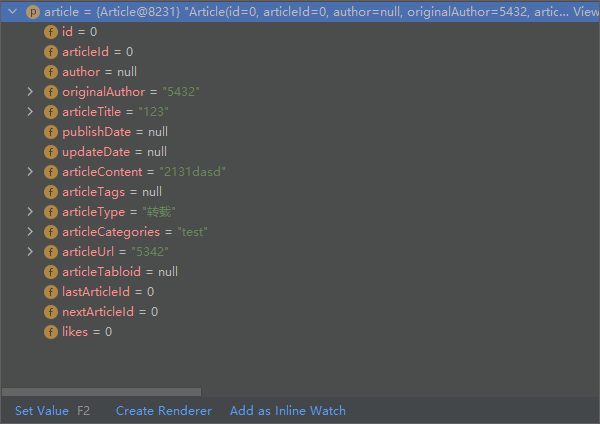 p article = {Article@8231} "Article(id=0, articleId=0, author=null, originalAuthor=5432, artic... View
f id = 0
f articleId = 0
f author = null
f originalAuthor = "5432"
f articleTitle = "123"
f publishDate = null
f updateDate = null
f articleContent = "2131dasd"
f articleTags = null
f articleType = "转载"
f articleCategories = "test"
f articleUrl = "5342"
f articleTabloid = null
f lastArticleId = 0
f nextArticleId = 0
f likes = 0
Set Value F2 Create Renderer Add as Inline Watch